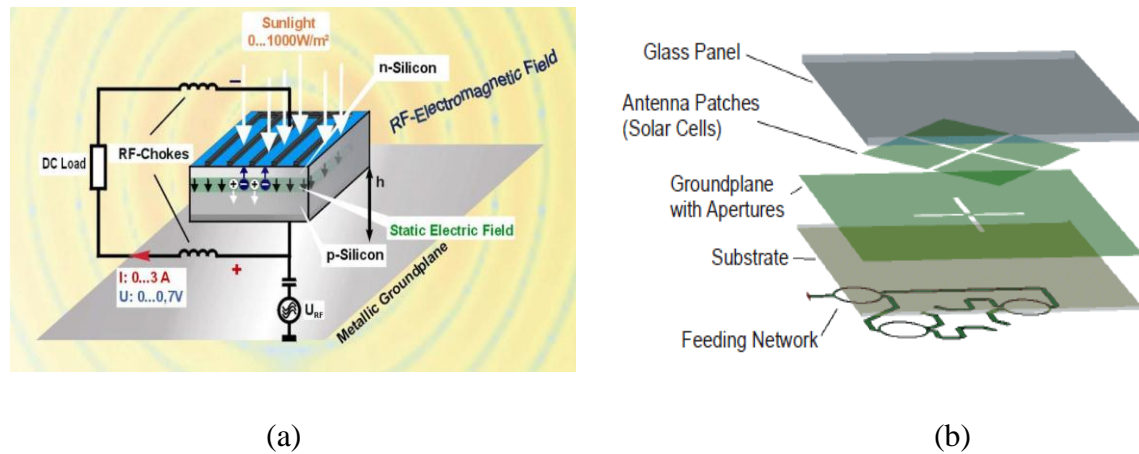 Sunlight
0...1000W/m²
n-Silicon
RF-Electromagnetic Field
RF-Chokes
DC Load
h
Static Electric Field
p-Silicon
I: 0...3 A
U: 0...0,7V
U_RF
Metallic Groundplane
(a)
Glass Panel
Antenna Patches
(Solar Cells)
Groundplane
with Apertures
Substrate
Feeding Network
(b)